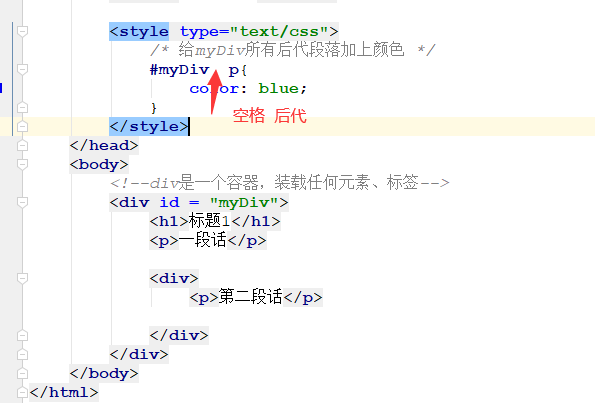 <style type="text/css">
/* 给myDiv所有后代段落加上颜色 */
#myDiv p{
color: blue;
}
空格 后代
</style>
</head>
<body>
<!--div是一个容器，装载任何元素、标签-->
<div id = "myDiv">
<h1>标题1</h1>
<p>一段话</p>
<div>
<p>第二段话</p>
</div>
</div>
</body>
</html>